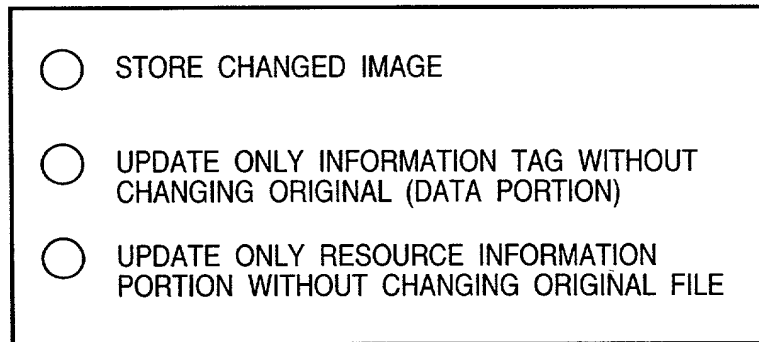 STORE CHANGED IMAGE
UPDATE ONLY INFORMATION TAG WITHOUT
CHANGING ORIGINAL (DATA PORTION)
UPDATE ONLY RESOURCE INFORMATION
PORTION WITHOUT CHANGING ORIGINAL FILE